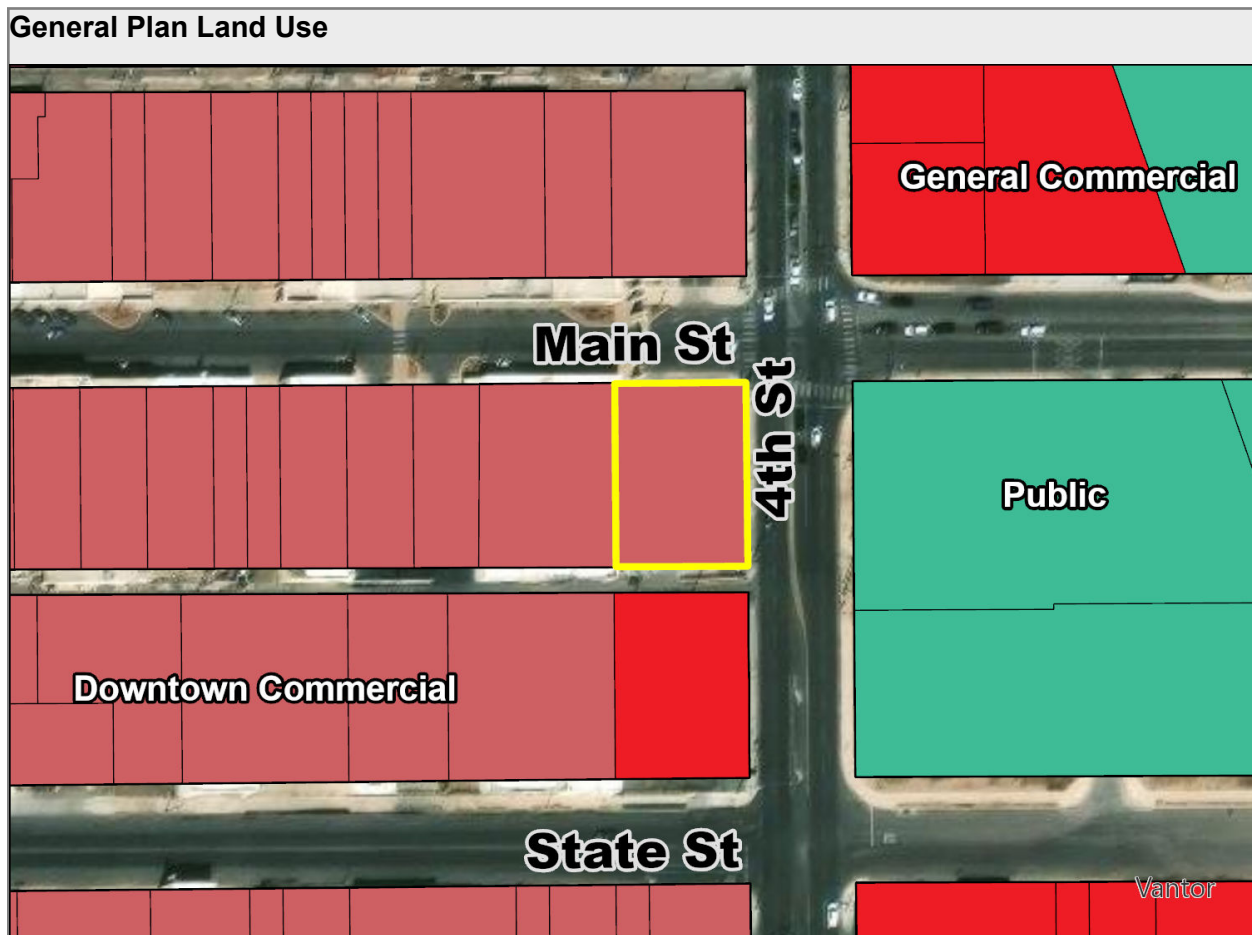 General Plan Land Use
General Commercial
Main St
4th St
Public
Downtown Commercial
State St
Vantor